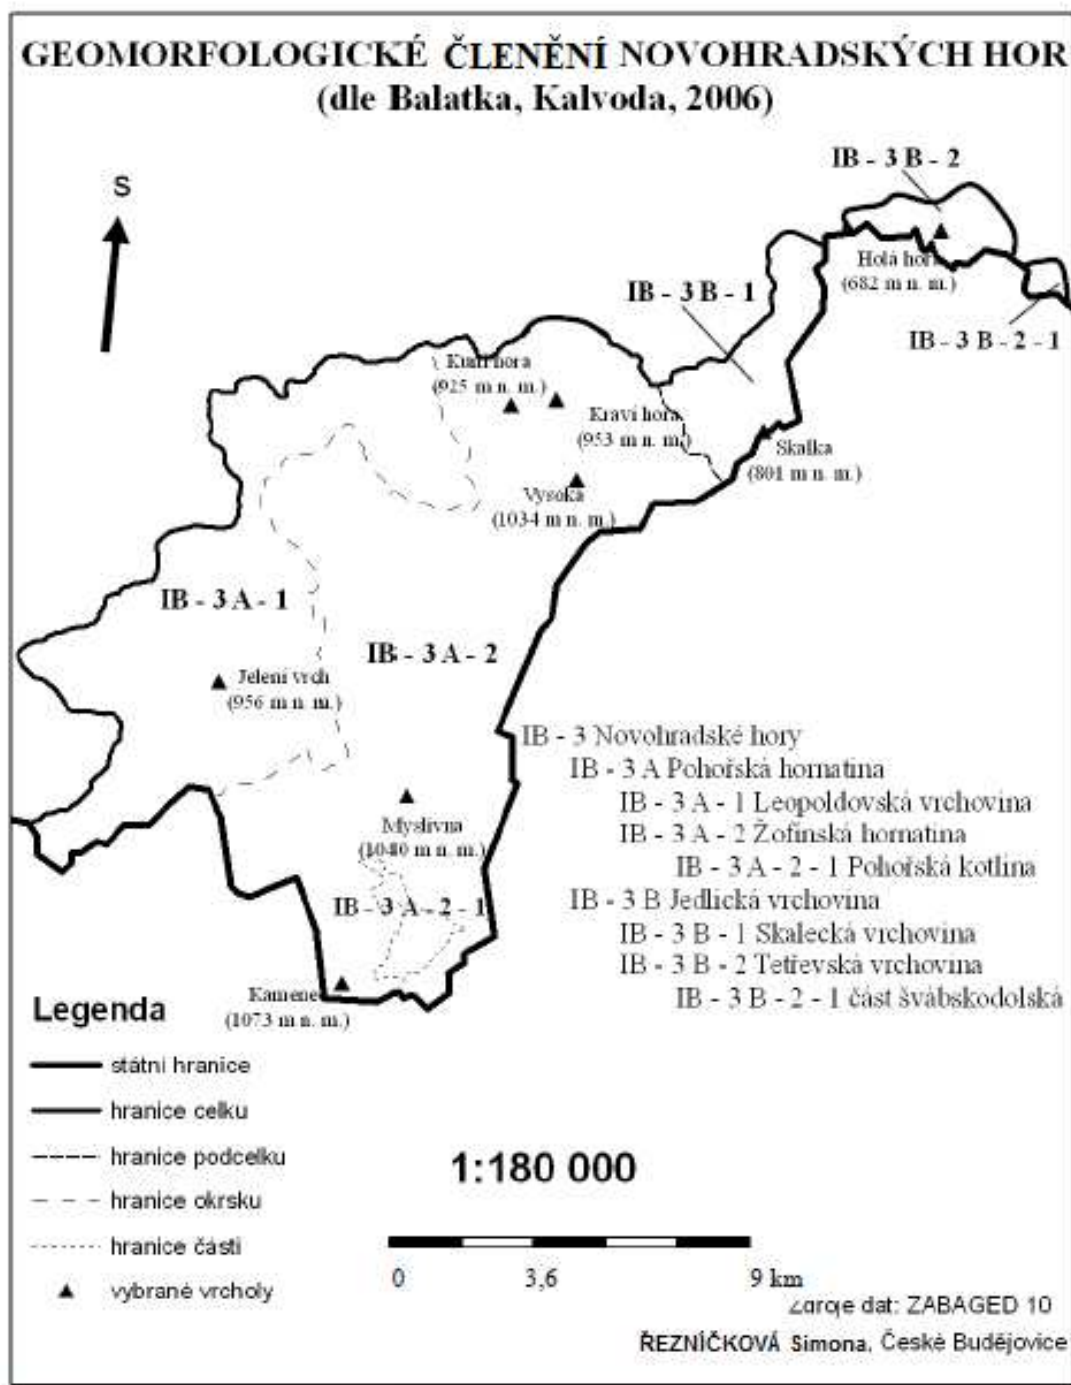 GEOMORFOLOGICKÉ ČLENĚNÍ NOVOHRADSKÝCH HOR
(dle Balatka, Kalvoda, 2006)
S
IB - 3 B - 2
Holá hora
(682 m n. m.)
IB - 3 B - 1
IB - 3 B - 2 - 1
Kuní hora
(925 m n. m.)
Kraví hora
(953 m n. m.)
Skalka
(801 m n. m.)
Vysoká
(1034 m n. m.)
IB - 3 A - 1
IB - 3 A - 2
Jelení vrch
(956 m n. m.)
IB - 3 Novohradské hory
IB - 3 A Pohořská hornatina
IB - 3 A - 1 Leopoldovská vrchovina
IB - 3 A - 2 Žofínská hornatina
IB - 3 A - 2 - 1 Pohořská kotlina
IB - 3 B Jedlická vrchovina
IB - 3 B - 1 Skalecká vrchovina
IB - 3 B - 2 Tetřevská vrchovina
IB - 3 B - 2 - 1 část švábskodolská
Myslivna
(1040 m n. m.)
IB - 3 A - 2 - 1
Kamenec
(1073 m n. m.)
Legenda
státní hranice
hranice celku
hranice podcelku
hranice okrsku
hranice části
vybrané vrcholy
1:180 000
0 3,6 9 km
Zdroje dat: ZABAGED 10
ŘEZNÍČKOVÁ Simona, České Budějovice